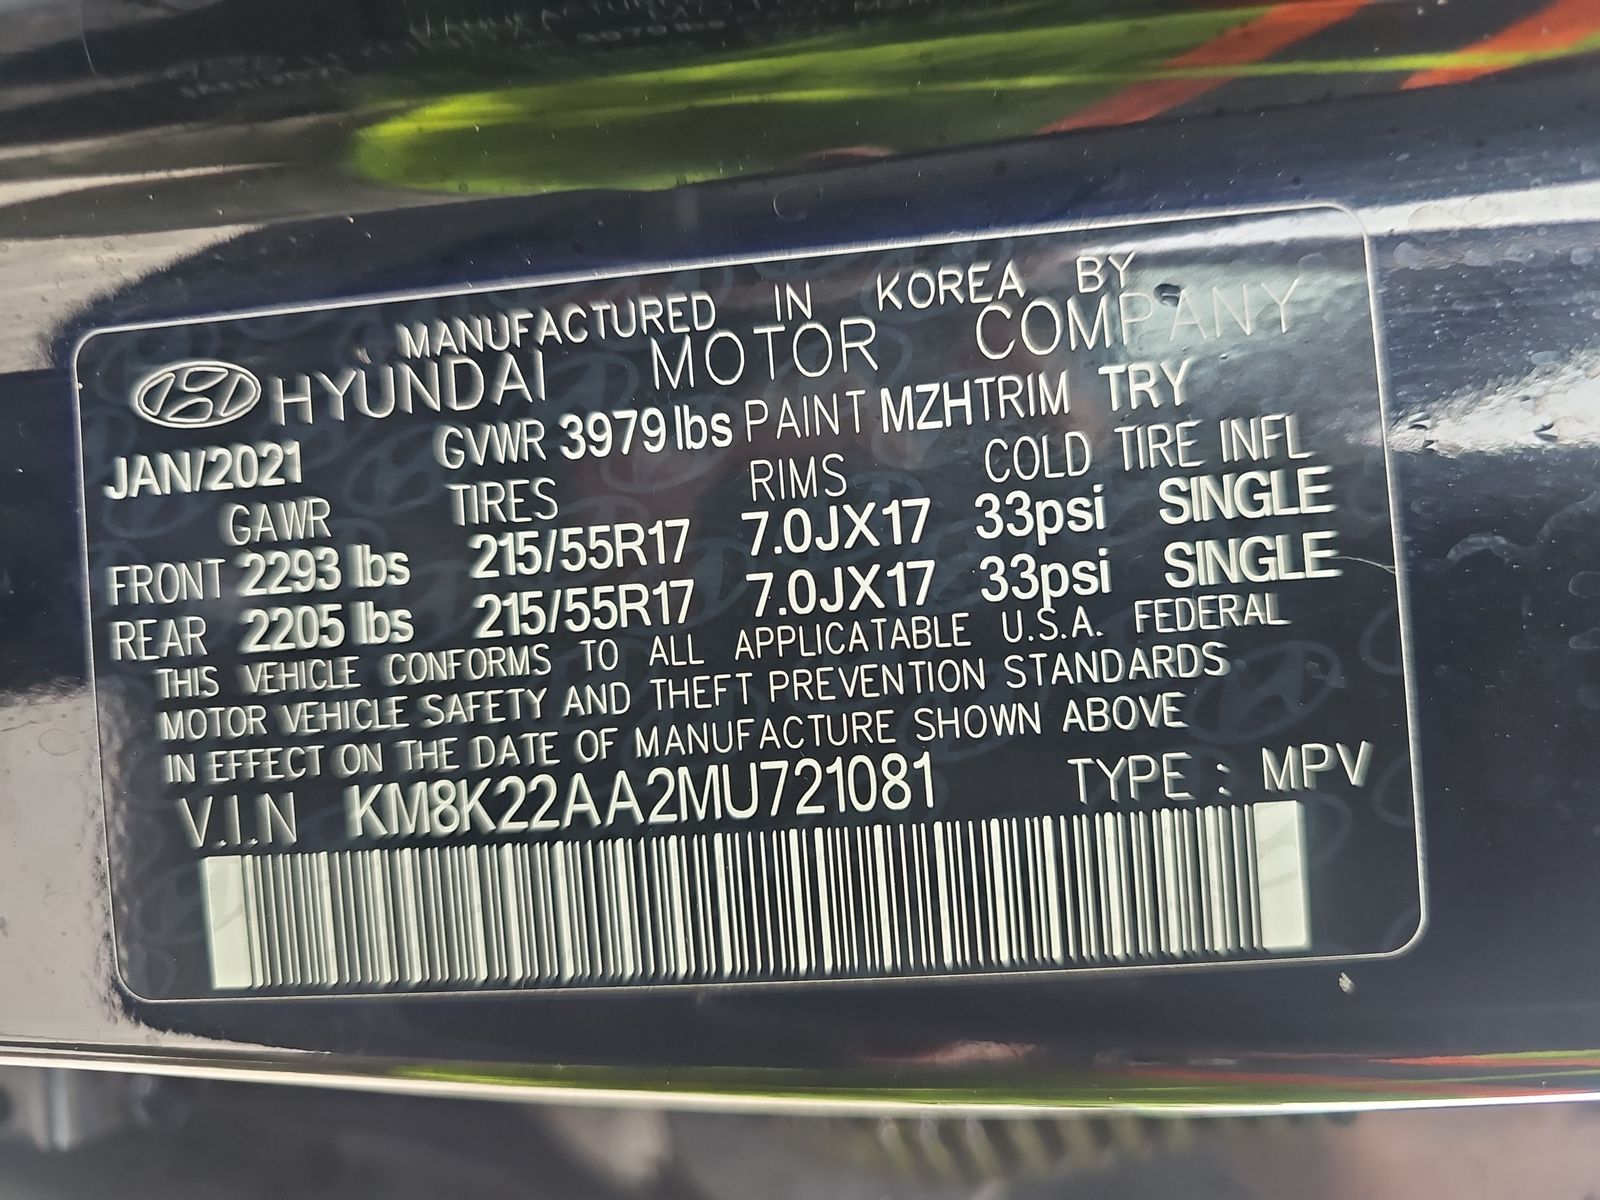 MANUFACTURED IN KOREA BY
HYUNDAI MOTOR COMPANY
JAN/2021 GVWR 3979 lbs PAINT MZH TRIM TRY
GAWR TIRES RIMS COLD TIRE INFL
FRONT 2293 lbs 215/55R17 7.0JX17 33psi SINGLE
REAR 2205 lbs 215/55R17 7.0JX17 33psi SINGLE
THIS VEHICLE CONFORMS TO ALL APPLICATABLE U.S.A. FEDERAL
MOTOR VEHICLE SAFETY AND THEFT PREVENTION STANDARDS
IN EFFECT ON THE DATE OF MANUFACTURE SHOWN ABOVE
V.I.N KM8K22AA2MU721081 TYPE : MPV